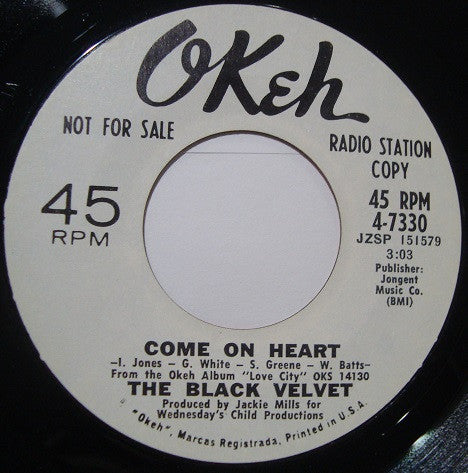 OKeh
NOT FOR SALE
RADIO STATION
COPY
45
RPM
45 RPM
4-7330
JZSP 151579
3:03
Publisher:
Jongent
Music Co.
(BMI)
COME ON HEART
—I. Jones - G. White - S. Greene - W. Batts—
From the Okeh Album "Love City" OKS 14130
THE BLACK VELVET
Produced by Jackie Mills for
Wednesday's Child Productions
® "Okeh", Marcas Registrada. Printed in U.S.A.